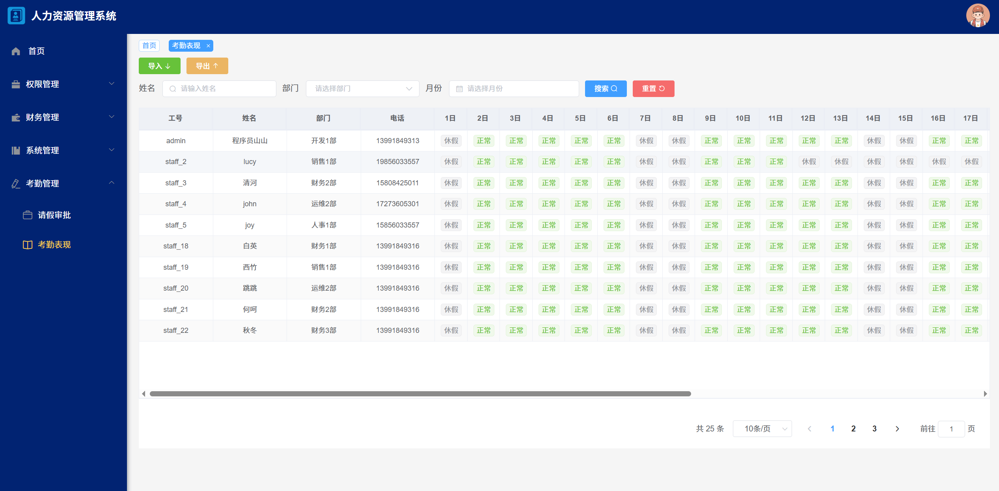 人力资源管理系统
首页
权限管理
财务管理
系统管理
考勤管理
请假审批
考勤表现
首页 考勤表现 ×
导入 导出
姓名 请输入姓名 部门 请选择部门 月份 请选择月份 搜索 重置
工号 姓名 部门 电话 1日 2日 3日 4日 5日 6日 7日 8日 9日 10日 11日 12日 13日 14日 15日 16日 17日
admin 程序员山山 开发1部 13991849313 休假 正常 正常 正常 正常 正常 休假 休假 正常 正常 正常 正常 正常 休假 休假 正常 正常
staff_2 lucy 销售1部 19856033557 休假 正常 正常 正常 正常 正常 休假 休假 正常 正常 正常 休假 休假 休假 休假 休假 休假
staff_3 清河 财务2部 15808425011 休假 正常 正常 正常 正常 正常 休假 休假 正常 正常 正常 正常 正常 休假 休假 正常 正常
staff_4 john 运维2部 17273605301 休假 正常 正常 正常 正常 正常 休假 休假 正常 正常 正常 正常 正常 休假 休假 正常 正常
staff_5 joy 人事1部 15856033557 休假 正常 正常 正常 正常 正常 休假 休假 正常 正常 正常 正常 正常 休假 休假 正常 正常
staff_18 白英 财务1部 13991849316 休假 正常 正常 正常 正常 正常 休假 休假 正常 正常 正常 正常 正常 休假 休假 正常 正常
staff_19 西竹 销售1部 13991849316 休假 正常 正常 正常 正常 正常 休假 休假 正常 正常 正常 正常 正常 休假 休假 正常 正常
staff_20 跳跳 运维2部 13991849316 休假 正常 正常 正常 正常 正常 休假 休假 正常 正常 正常 正常 正常 休假 休假 正常 正常
staff_21 何呵 财务2部 13991849316 休假 正常 正常 正常 正常 正常 休假 休假 正常 正常 正常 正常 正常 休假 休假 正常 正常
staff_22 秋冬 财务3部 13991849316 休假 正常 正常 正常 正常 正常 休假 休假 正常 正常 正常 正常 正常 休假 休假 正常 正常
共 25 条 10条/页 1 2 3 前往 1 页